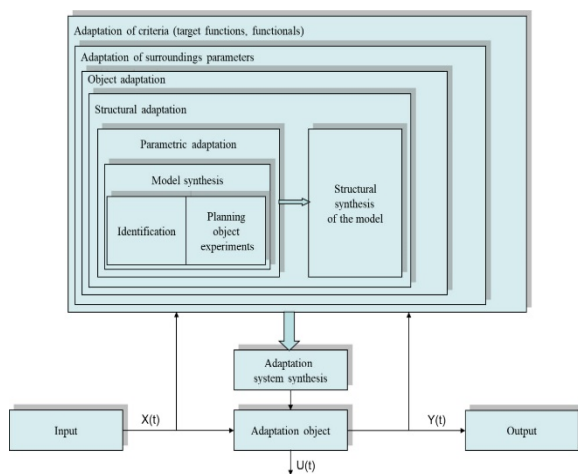 Adaptation of criteria (target functions, functionals)
Adaptation of surroundings parameters
Object adaptation
Structural adaptation
Parametric adaptation
Model synthesis
Identification
Planning
object
experiments
Structural
synthesis
of the model
Adaptation
system synthesis
Input
X(t)
Adaptation object
Y(t)
Output
U(t)